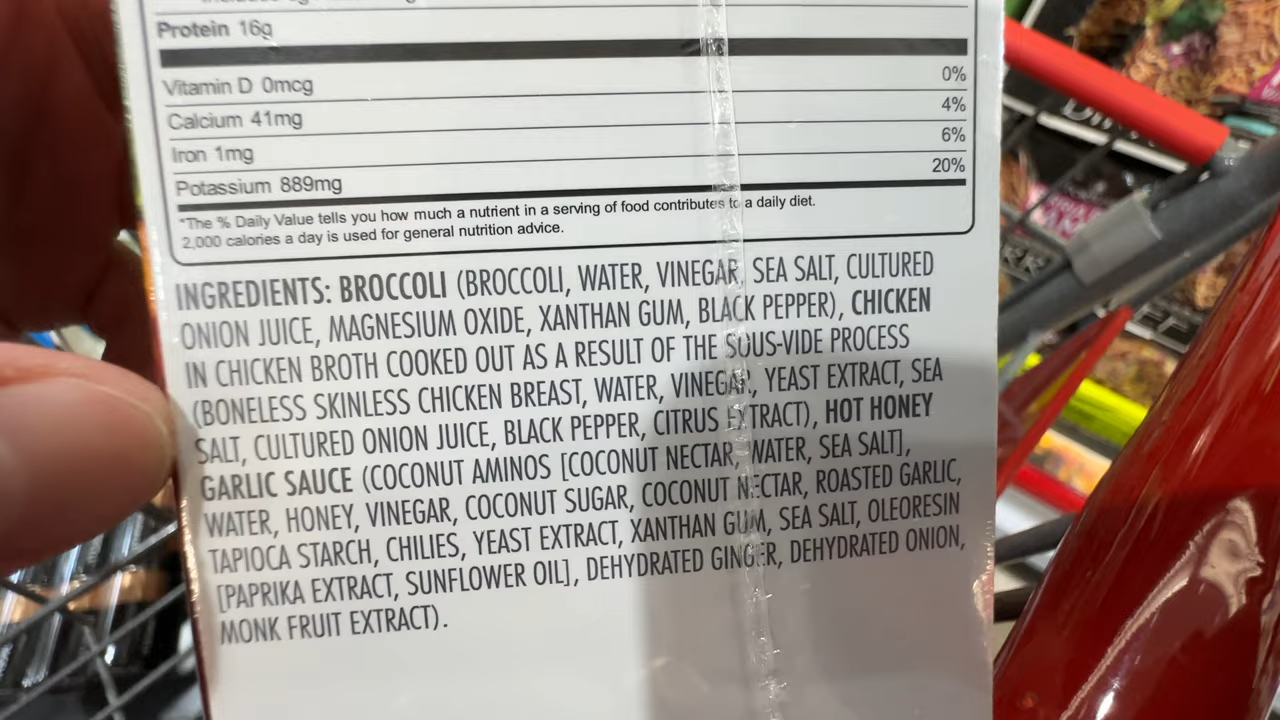 Protein 16g
Vitamin D 0mcg 0%
Calcium 41mg 4%
Iron 1mg 6%
Potassium 889mg 20%
*The % Daily Value tells you how much a nutrient in a serving of food contributes to a daily diet.
2,000 calories a day is used for general nutrition advice.
INGREDIENTS: BROCCOLI (BROCCOLI, WATER, VINEGAR, SEA SALT, CULTURED
ONION JUICE, MAGNESIUM OXIDE, XANTHAN GUM, BLACK PEPPER), CHICKEN
IN CHICKEN BROTH COOKED OUT AS A RESULT OF THE SOUS-VIDE PROCESS
(BONELESS SKINLESS CHICKEN BREAST, WATER, VINEGAR, YEAST EXTRACT, SEA
SALT, CULTURED ONION JUICE, BLACK PEPPER, CITRUS EXTRACT), HOT HONEY
GARLIC SAUCE (COCONUT AMINOS [COCONUT NECTAR, WATER, SEA SALT],
WATER, HONEY, VINEGAR, COCONUT SUGAR, COCONUT NECTAR, ROASTED GARLIC,
TAPIOCA STARCH, CHILIES, YEAST EXTRACT, XANTHAN GUM, SEA SALT, OLEORESIN
[PAPRIKA EXTRACT, SUNFLOWER OIL], DEHYDRATED GINGER, DEHYDRATED ONION,
MONK FRUIT EXTRACT).